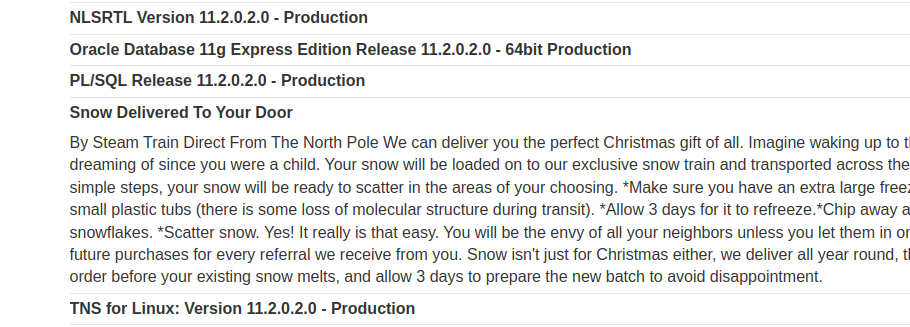 NLSRTL Version 11.2.0.2.0 - Production
Oracle Database 11g Express Edition Release 11.2.0.2.0 - 64bit Production
PL/SQL Release 11.2.0.2.0 - Production
Snow Delivered To Your Door
By Steam Train Direct From The North Pole We can deliver you the perfect Christmas gift of all. Imagine waking up to
dreaming of since you were a child. Your snow will be loaded on to our exclusive snow train and transported across the
simple steps, your snow will be ready to scatter in the areas of your choosing. *Make sure you have an extra large
small plastic tubs (there is some loss of molecular structure during transit). *Allow 3 days for it to refreeze.*Chip away
snowflakes. *Scatter snow. Yes! It really is that easy. You will be the envy of all your neighbors unless you let them in
future purchases for every referral we receive from you. Snow isn't just for Christmas either, we deliver all year round,
order before your existing snow melts, and allow 3 days to prepare the new batch to avoid disappointment.
TNS for Linux: Version 11.2.0.2.0 - Production